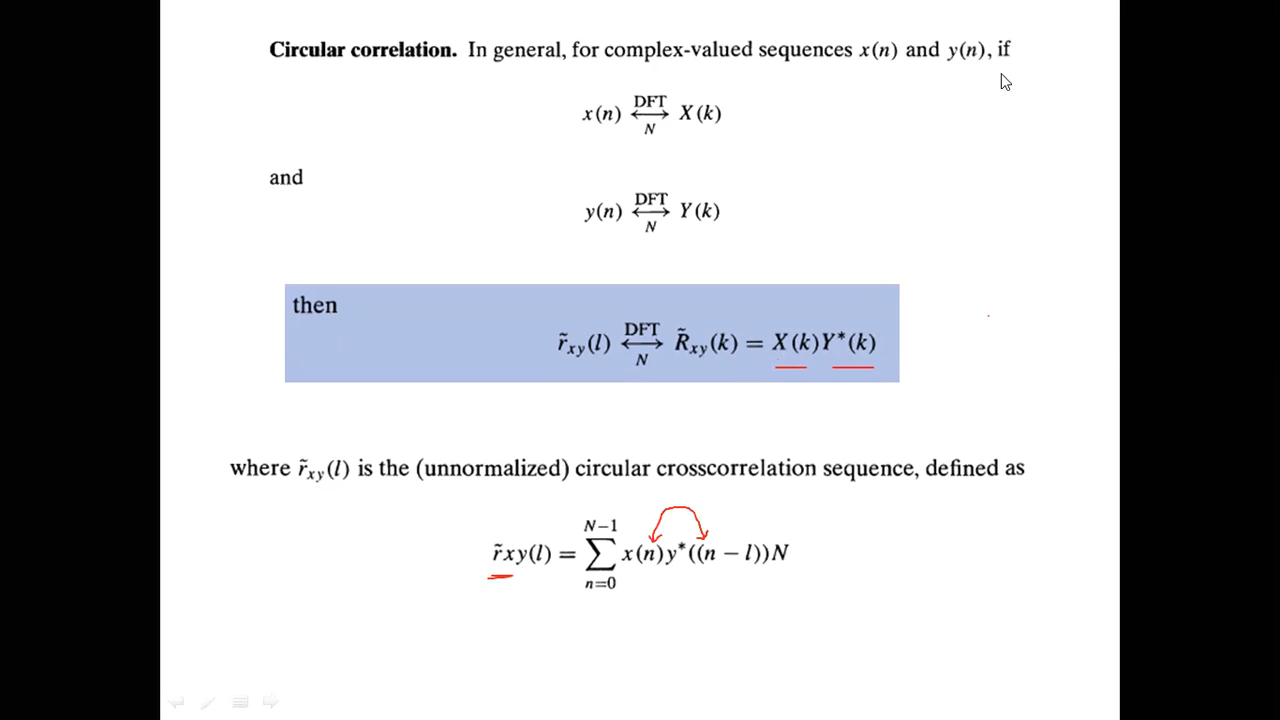 Circular correlation. In general, for complex-valued sequences x(n) and y(n), if
x(n) DFT ⟷ N X(k)
and
y(n) DFT ⟷ N Y(k)
then
r̃xy(l) DFT ⟷ N R̃xy(k) = X(k)Y*(k)
where r̃xy(l) is the (unnormalized) circular crosscorrelation sequence, defined as
r̃xy(l) = ∑ N−1 n=0 x(n)y*((n − l))N